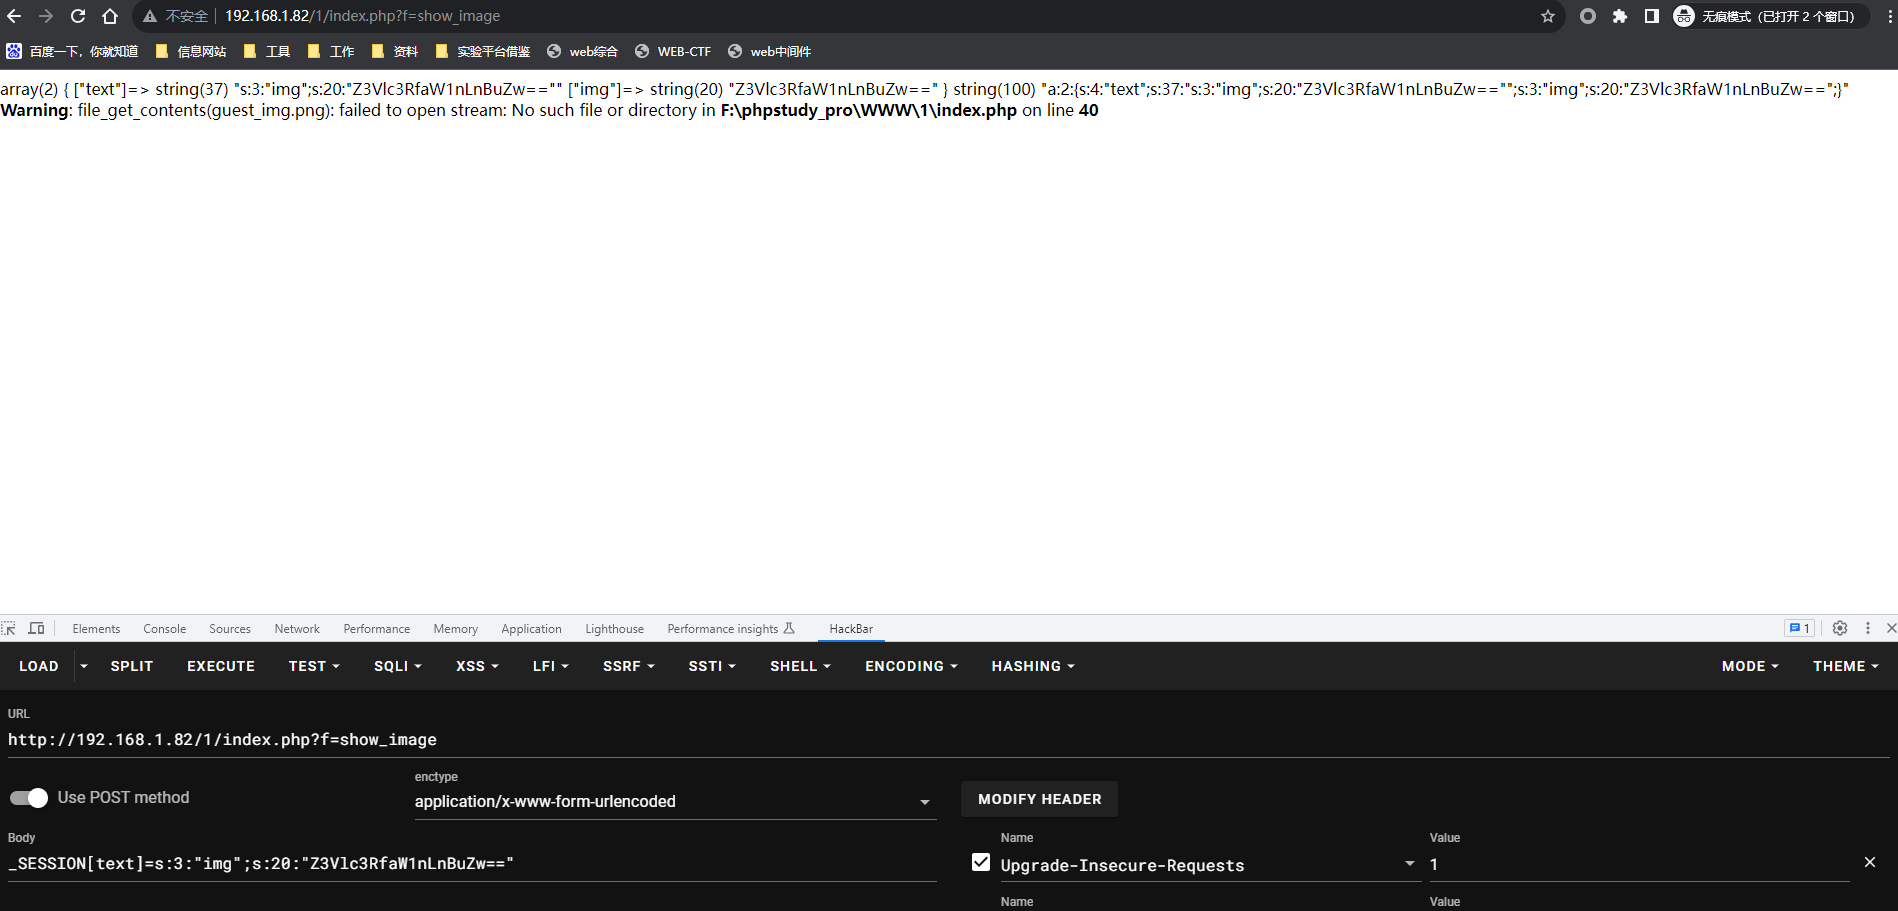 不安全 | 192.168.1.82/1/index.php?f=show_image
无痕模式（已打开 2 个窗口）
百度一下，你就知道 信息网站 工具 工作 资料 实验平台借鉴 web综合 WEB-CTF web中间件
array(2) { ["text"]=> string(37) "s:3:"img";s:20:"Z3Vlc3RfaW1nLnBuZw=="" ["img"]=> string(20) "Z3Vlc3RfaW1nLnBuZw==" } string(100) "a:2:{s:4:"text";s:37:"s:3:"img";s:20:"Z3Vlc3RfaW1nLnBuZw=="";s:3:"img";s:20:"Z3Vlc3RfaW1nLnBuZw==";}"
Warning: file_get_contents(guest_img.png): failed to open stream: No such file or directory in F:\phpstudy_pro\WWW\1\index.php on line 40
Elements Console Sources Network Performance Memory Application Lighthouse Performance insights HackBar 1
LOAD SPLIT EXECUTE TEST SQLI XSS LFI SSRF SSTI SHELL ENCODING HASHING MODE THEME
URL
http://192.168.1.82/1/index.php?f=show_image
Use POST method
enctype
application/x-www-form-urlencoded
MODIFY HEADER
Body
_SESSION[text]=s:3:"img";s:20:"Z3Vlc3RfaW1nLnBuZw=="
Name Value
Upgrade-Insecure-Requests 1
Name Value